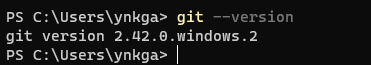 PS C:\Users\ynkga> git --version
git version 2.42.0.windows.2
PS C:\Users\ynkga>